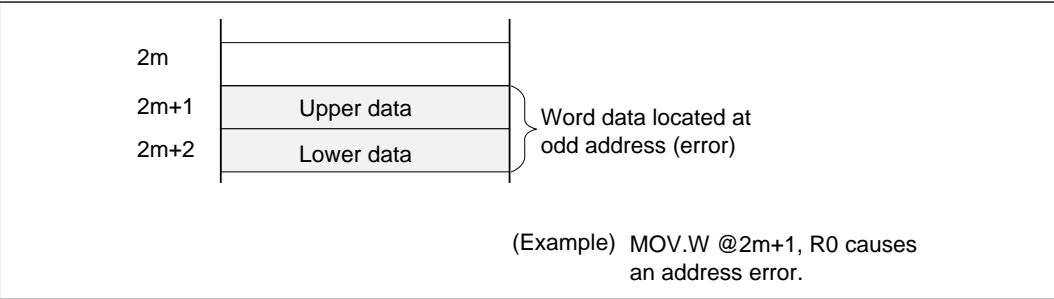 2m
2m+1 Upper data
2m+2 Lower data
Word data located at
odd address (error)
(Example) MOV.W @2m+1, R0 causes
an address error.